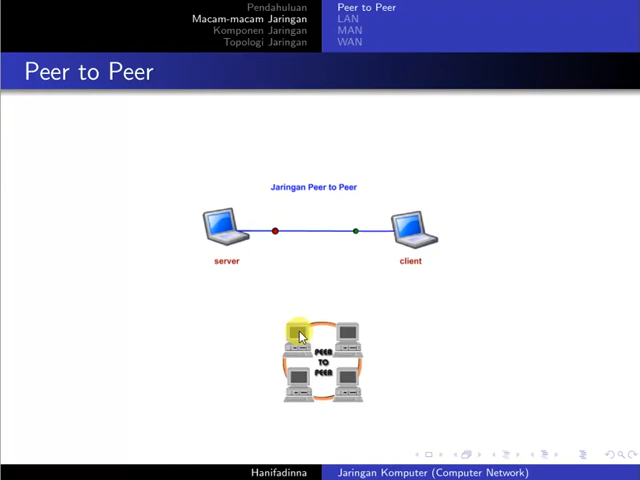 Pendahuluan
Macam-macam Jaringan
Komponen Jaringan
Topologi Jaringan
Peer to Peer
LAN
MAN
WAN
Peer to Peer
Jaringan Peer to Peer
server
client
PEER
TO
PEER
Hanifadinna
Jaringan Komputer (Computer Network)